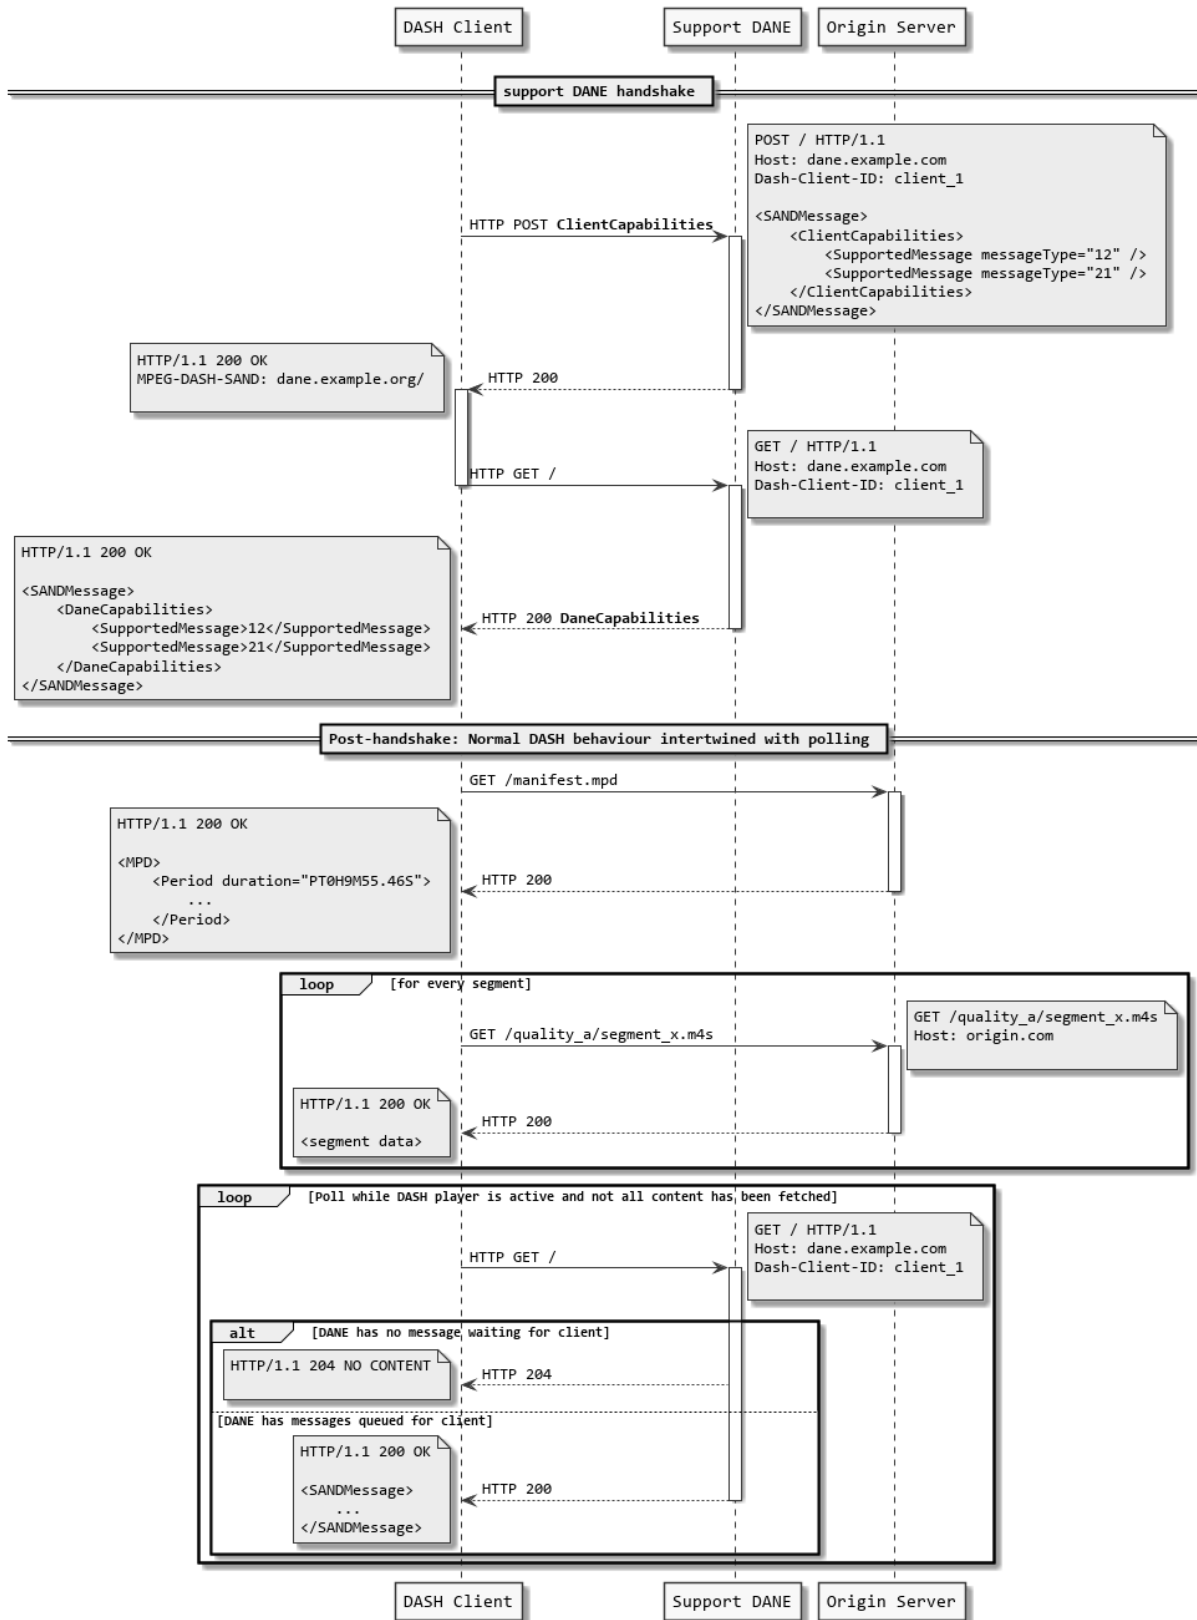 DASH Client
Support DANE
Origin Server
support DANE handshake
POST / HTTP/1.1
Host: dane.example.com
Dash-Client-ID: client_1
<SANDMessage>
<ClientCapabilities>
<SupportedMessage messageType="12" />
<SupportedMessage messageType="21" />
</ClientCapabilities>
</SANDMessage>
HTTP POST ClientCapabilities
HTTP/1.1 200 OK
MPEG-DASH-SAND: dane.example.org/
HTTP 200
GET / HTTP/1.1
Host: dane.example.com
Dash-Client-ID: client_1
HTTP GET /
HTTP/1.1 200 OK
<SANDMessage>
<DaneCapabilities>
<SupportedMessage>12</SupportedMessage>
<SupportedMessage>21</SupportedMessage>
</DaneCapabilities>
</SANDMessage>
HTTP 200 DaneCapabilities
Post-handshake: Normal DASH behaviour intertwined with polling
GET /manifest.mpd
HTTP/1.1 200 OK
<MPD>
<Period duration="PT0H9M55.46S">
...
</Period>
</MPD>
HTTP 200
loop [for every segment]
GET /quality_a/segment_x.m4s
Host: origin.com
GET /quality_a/segment_x.m4s
HTTP/1.1 200 OK
<segment data>
HTTP 200
loop [Poll while DASH player is active and not all content has been fetched]
GET / HTTP/1.1
Host: dane.example.com
Dash-Client-ID: client_1
HTTP GET /
alt [DANE has no message waiting for client]
HTTP/1.1 204 NO CONTENT
HTTP 204
[DANE has messages queued for client]
HTTP/1.1 200 OK
<SANDMessage>
...
</SANDMessage>
HTTP 200
DASH Client
Support DANE
Origin Server